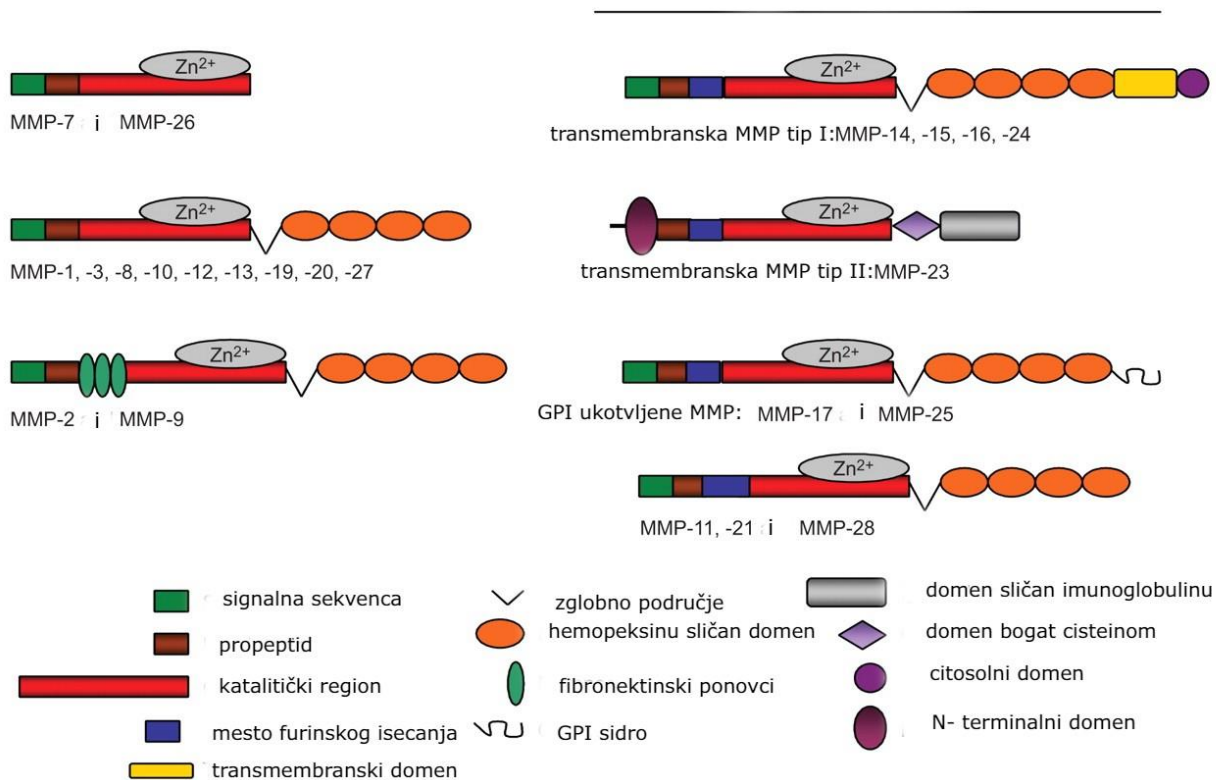 Zn2+
MMP-7 i MMP-26
Zn2+
transmembranska MMP tip I:MMP-14, -15, -16, -24
Zn2+
MMP-1, -3, -8, -10, -12, -13, -19, -20, -27
Zn2+
transmembranska MMP tip II:MMP-23
Zn2+
MMP-2 i MMP-9
Zn2+
GPI ukotvljene MMP: MMP-17 i MMP-25
Zn2+
MMP-11, -21 i MMP-28
signalna sekvenca
propeptid
katalitički region
mesto furinskog isecanja
transmembranski domen
zglobno područje
hemopeksinu sličan domen
fibronektinski ponovci
GPI sidro
domen sličan imunoglobulinu
domen bogat cisteinom
citosolni domen
N- terminalni domen